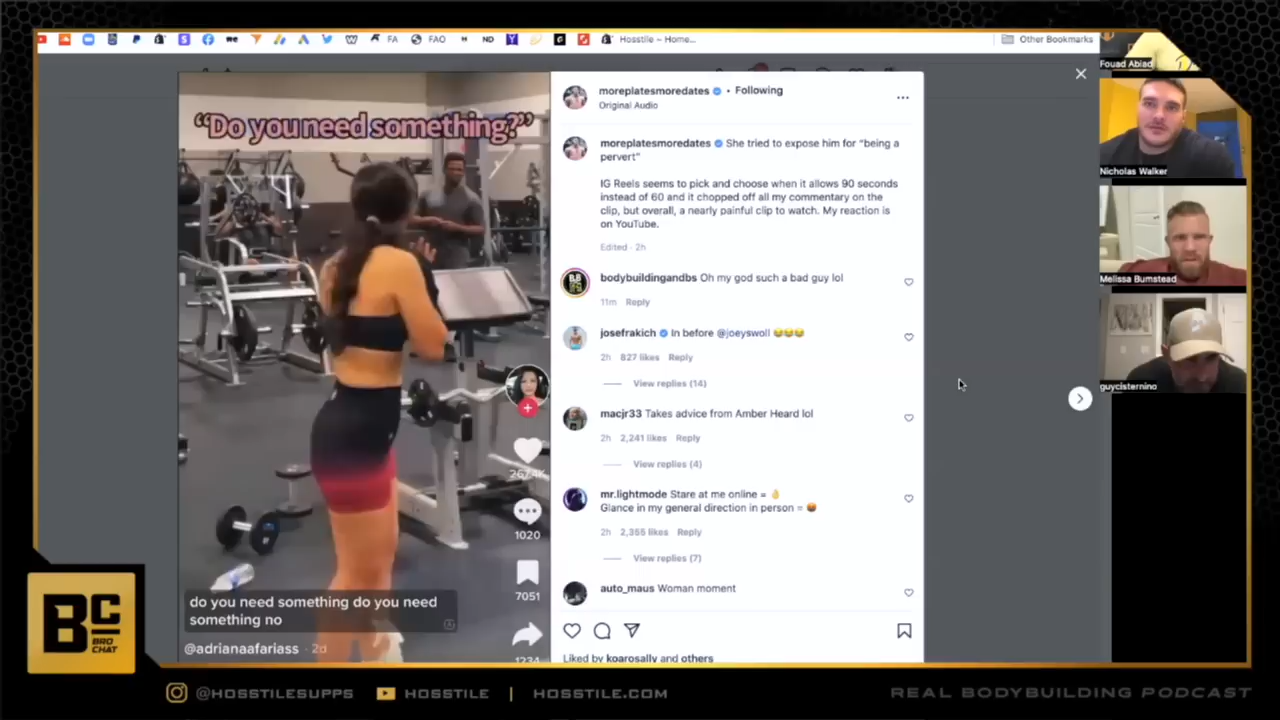 FA
FAQ
ND
Hosstile – Home...
Other Bookmarks
Fouad Abiad
Nicholas Walker
Melissa Bumstead
guycisternino
"Do you need something?"
267.4K
1020
7051
1234
do you need something do you need
something no
@adrianaafariass · 2d
moreplatesmoredates • Following
Original Audio
moreplatesmoredates She tried to expose him for "being a
pervert"
IG Reels seems to pick and choose when it allows 90 seconds
instead of 60 and it chopped off all my commentary on the
clip, but overall, a nearly painful clip to watch. My reaction is
on YouTube.
Edited · 2h
bodybuildingandbs Oh my god such a bad guy lol
11m Reply
josefrakich In before @joeyswoll 😂😂😂
2h 827 likes Reply
View replies (14)
macjr33 Takes advice from Amber Heard lol
2h 2,241 likes Reply
View replies (4)
mr.lightmode Stare at me online = 👌
Glance in my general direction in person = 😡
2h 2,355 likes Reply
View replies (7)
auto_maus Woman moment
Liked by koarosally and others
BC
BRO
CHAT
@HOSSTILESUPPS HOSSTILE | HOSSTILE.COM
REAL BODYBUILDING PODCAST